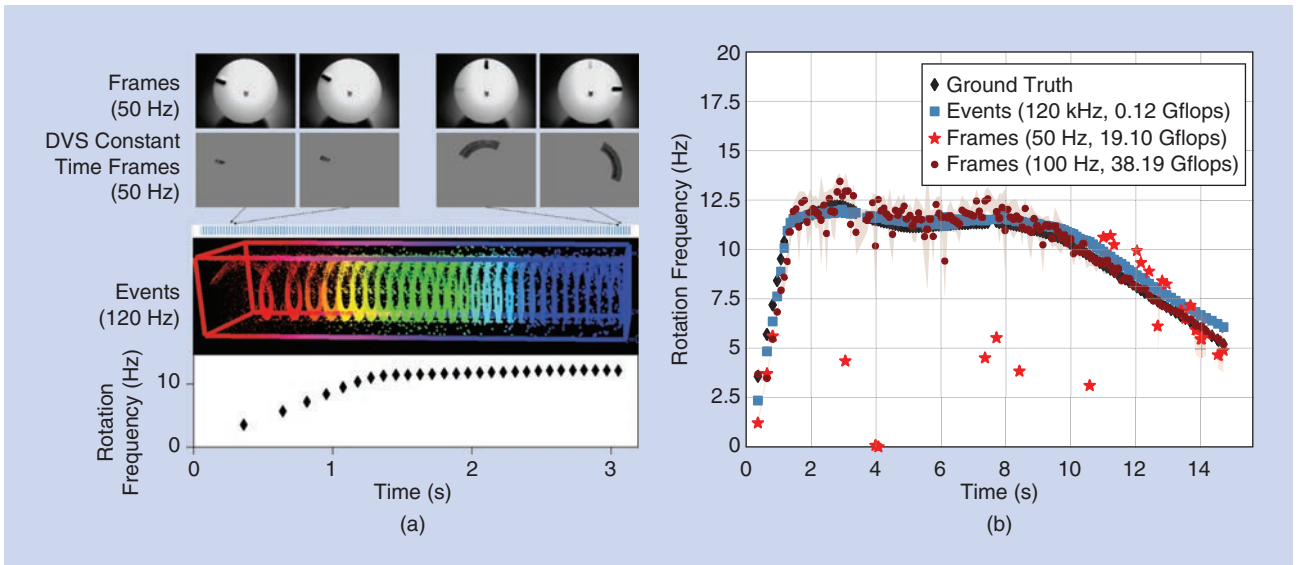 Frames
(50 Hz)
DVS Constant
Time Frames
(50 Hz)
Events
(120 Hz)
Rotation
Frequency (Hz)
10
0
0
1
2
3
Time (s)
(a)
20
17.5
15
12.5
10
7.5
5
2.5
0
Rotation Frequency (Hz)
Ground Truth
Events (120 kHz, 0.12 Gflops)
Frames (50 Hz, 19.10 Gflops)
Frames (100 Hz, 38.19 Gflops)
0
2
4
6
8
10
12
14
Time (s)
(b)